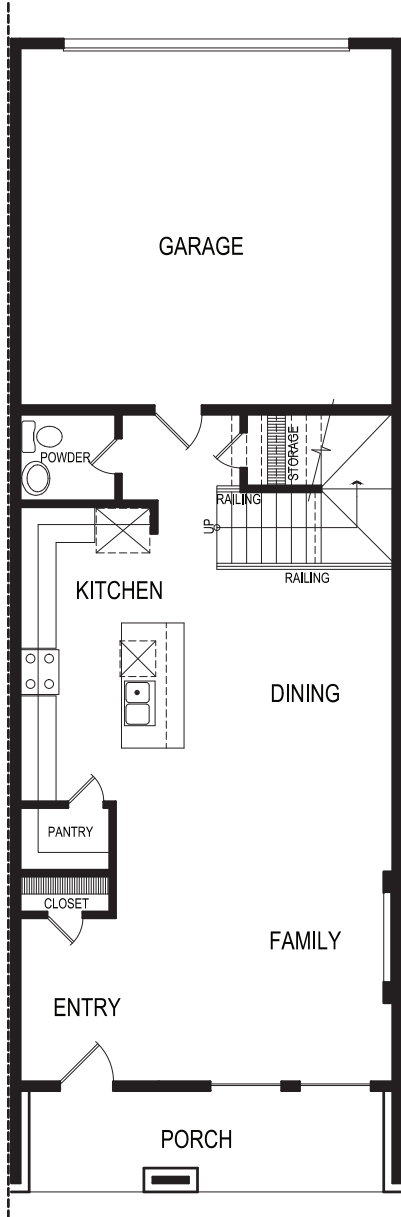 GARAGE
POWDER
STORAGE
RAILING
UP
RAILING
KITCHEN
DINING
PANTRY
CLOSET
FAMILY
ENTRY
PORCH